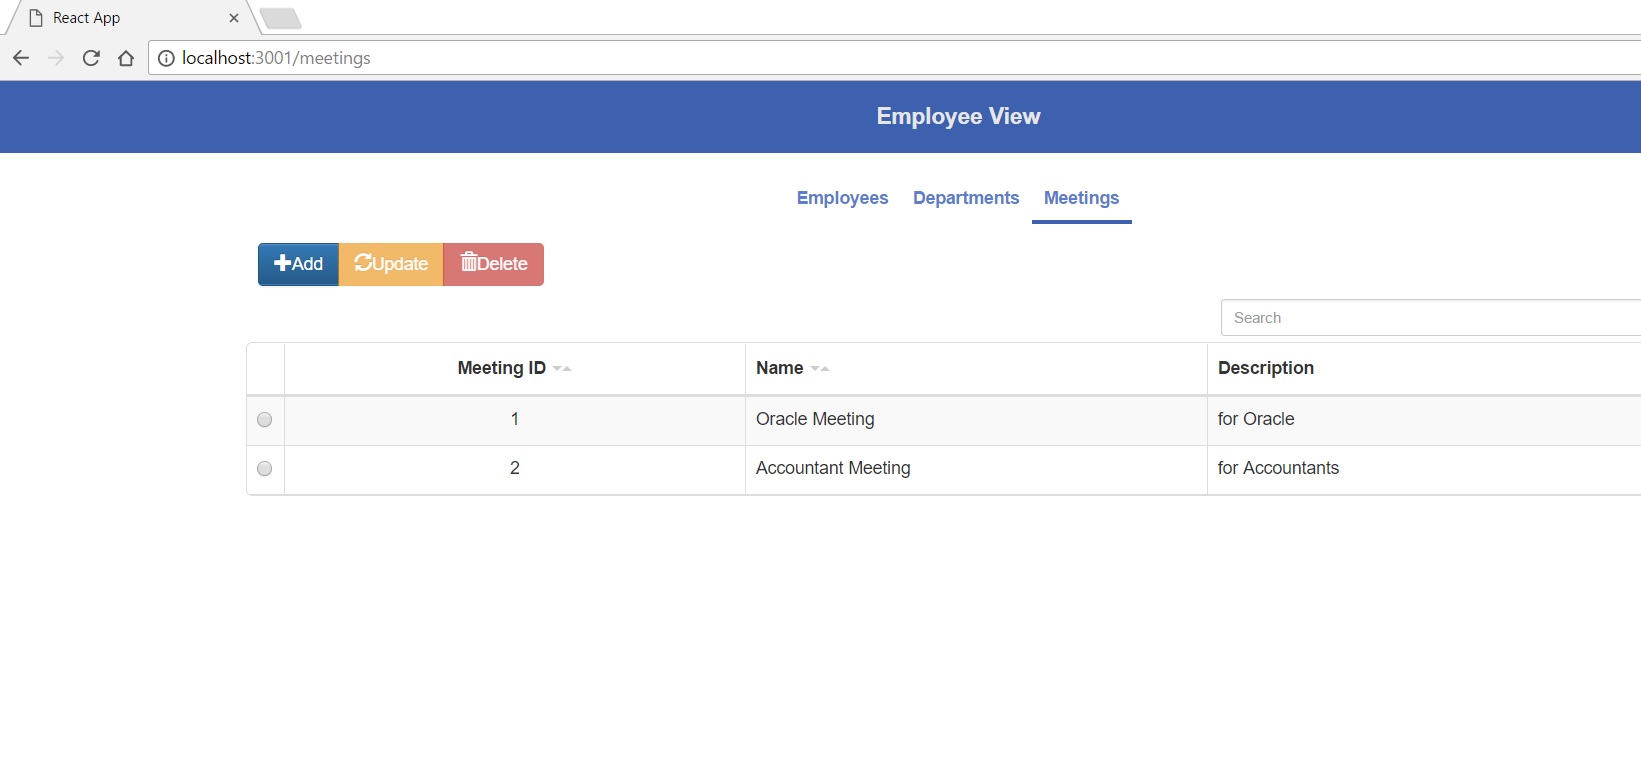 React App
localhost:3001/meetings
Employee View
Employees Departments Meetings
Add Update Delete
Search
Meeting ID Name Description
1 Oracle Meeting for Oracle
2 Accountant Meeting for Accountants